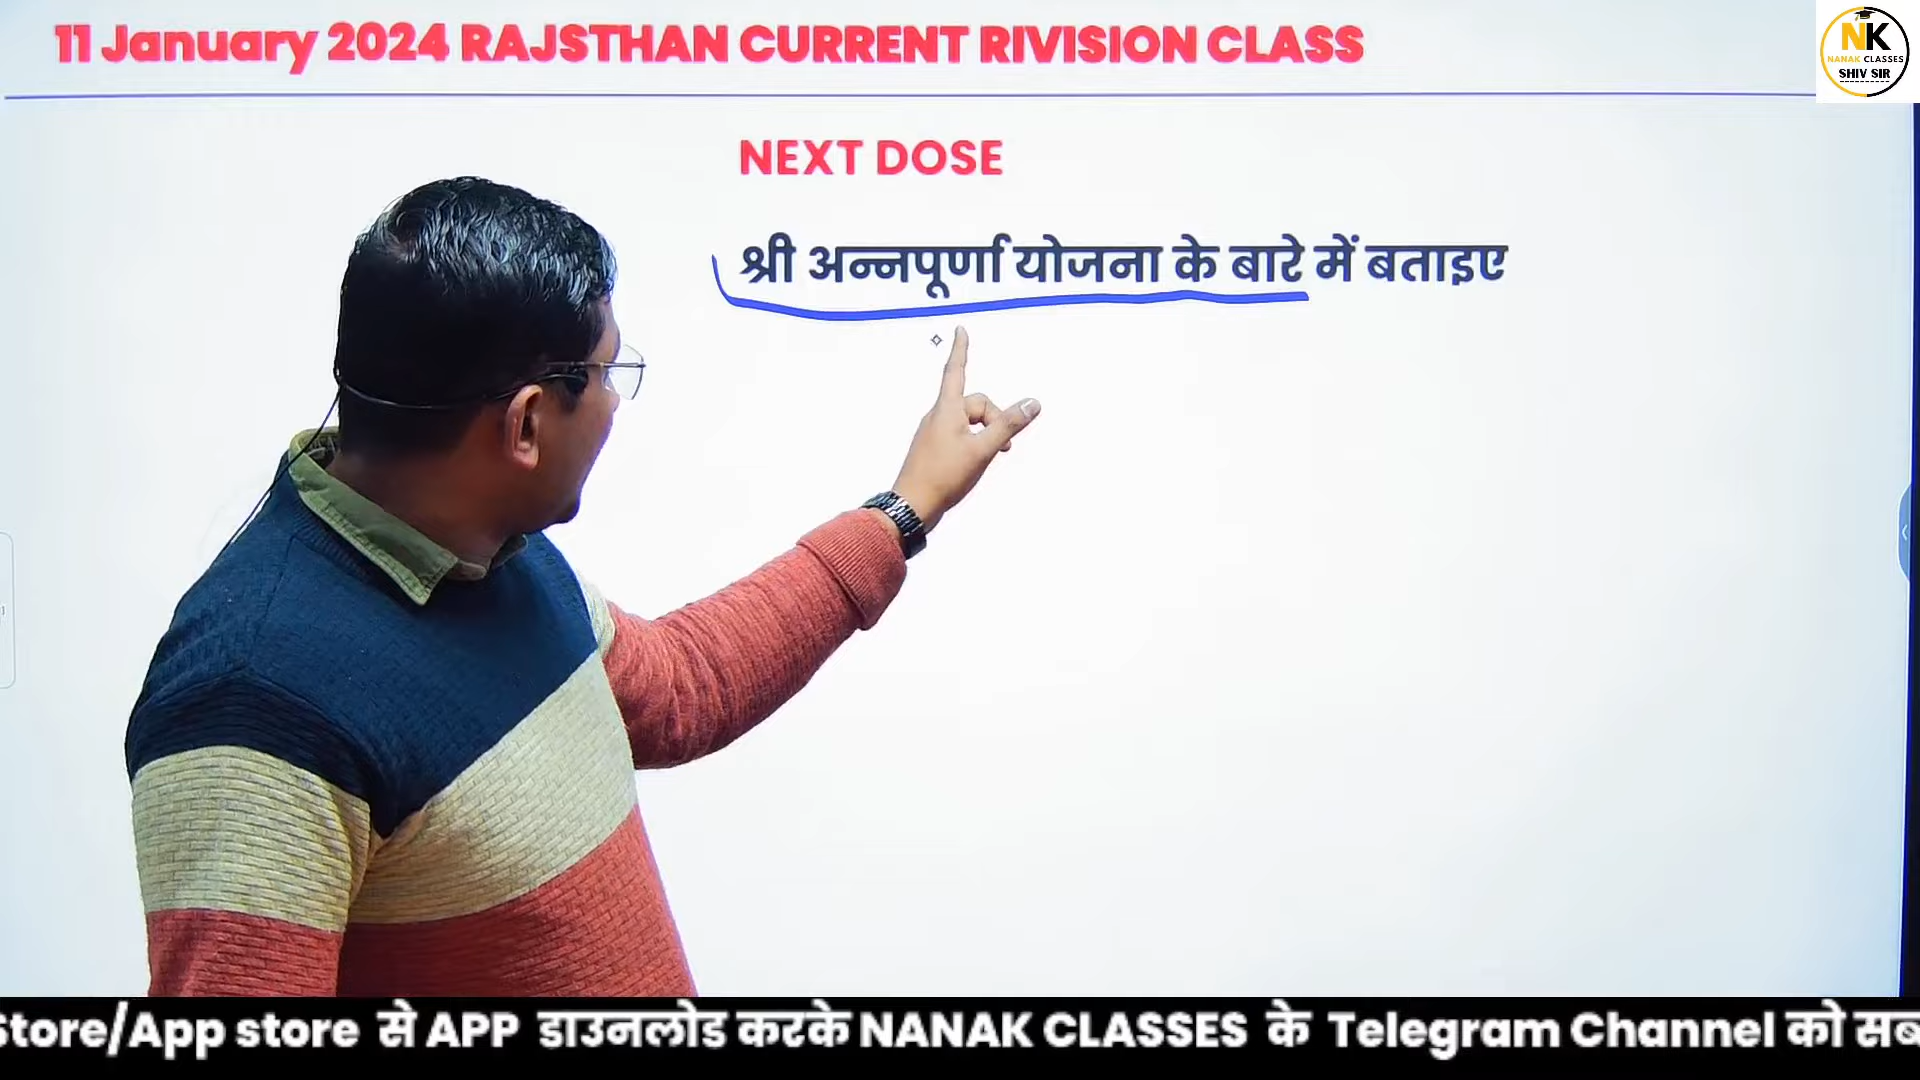 11 January 2024 RAJSTHAN CURRENT RIVISION CLASS
NK
NANAK CLASSES
SHIV SIR
NEXT DOSE
श्री अन्नपूर्णा योजना के बारे में बताइए
Store/App store से APP डाउनलोड करके NANAK CLASSES के Telegram Channel को सब